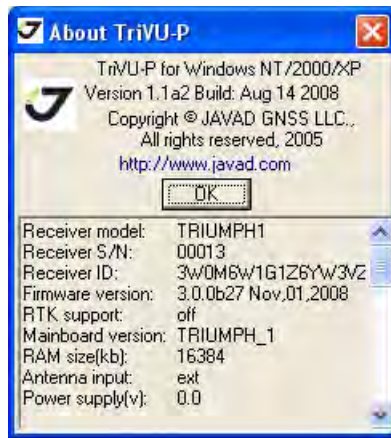 About TriVU-P
TriVU-P for Windows NT/2000/XP
Version 1.1a2 Build: Aug 14 2008
Copyright © JAVAD GNSS LLC.,
All rights reserved, 2005
http://www.javad.com
OK
Receiver model: TRIUMPH1
Receiver S/N: 00013
Receiver ID: 3W0M6W1G1Z6YW3VZ
Firmware version: 3.0.0b27 Nov,01,2008
RTK support: off
Mainboard version: TRIUMPH_1
RAM size(kb): 16384
Antenna input: ext
Power supply(v): 0.0